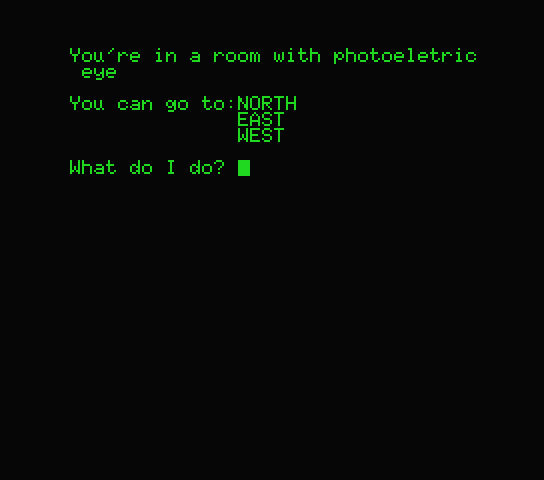 You're in a room with photoeletric
eye
You can go to:NORTH
EAST
WEST
What do I do?